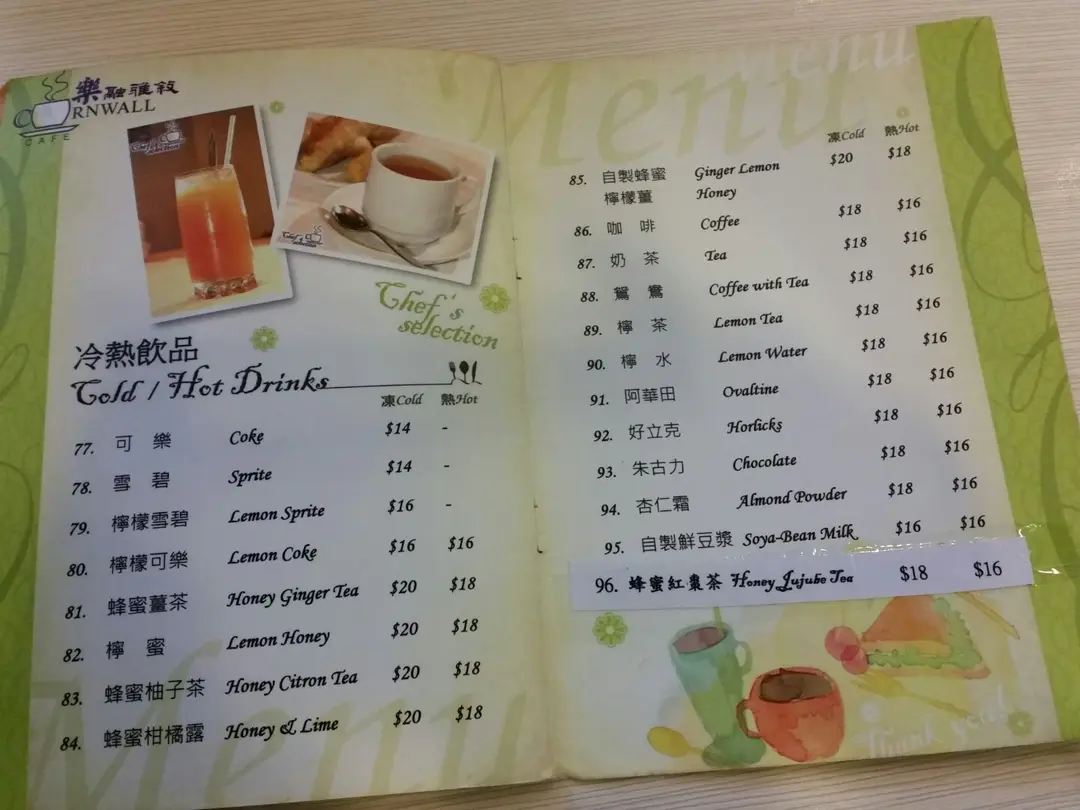 樂融雅敘
CORNWALL
CAFE
Chef's
selection
冷熱飲品
Cold / Hot Drinks
凍Cold 熱Hot
77. 可 樂 Coke $14 -
78. 雪 碧 Sprite $14 -
79. 檸檬雪碧 Lemon Sprite $16 -
80. 檸檬可樂 Lemon Coke $16 $16
81. 蜂蜜薑茶 Honey Ginger Tea $20 $18
82. 檸 蜜 Lemon Honey $20 $18
83. 蜂蜜柚子茶 Honey Citron Tea $20 $18
84. 蜂蜜柑橘露 Honey & Lime $20 $18
Menu
Menu
Menu
凍Cold 熱Hot
85. 自製蜂蜜 Ginger Lemon $20 $18
檸檬薑 Honey
86. 咖 啡 Coffee $18 $16
87. 奶 茶 Tea $18 $16
88. 鴛 鴦 Coffee with Tea $18 $16
89. 檸 茶 Lemon Tea $18 $16
90. 檸 水 Lemon Water $18 $16
91. 阿華田 Ovaltine $18 $16
92. 好立克 Horlicks $18 $16
93. 朱古力 Chocolate $18 $16
94. 杏仁霜 Almond Powder $18 $16
95. 自製鮮豆漿 Soya-Bean Milk $16 $16
96. 蜂蜜紅棗茶 Honey Jujube Tea $18 $16
Thank you!